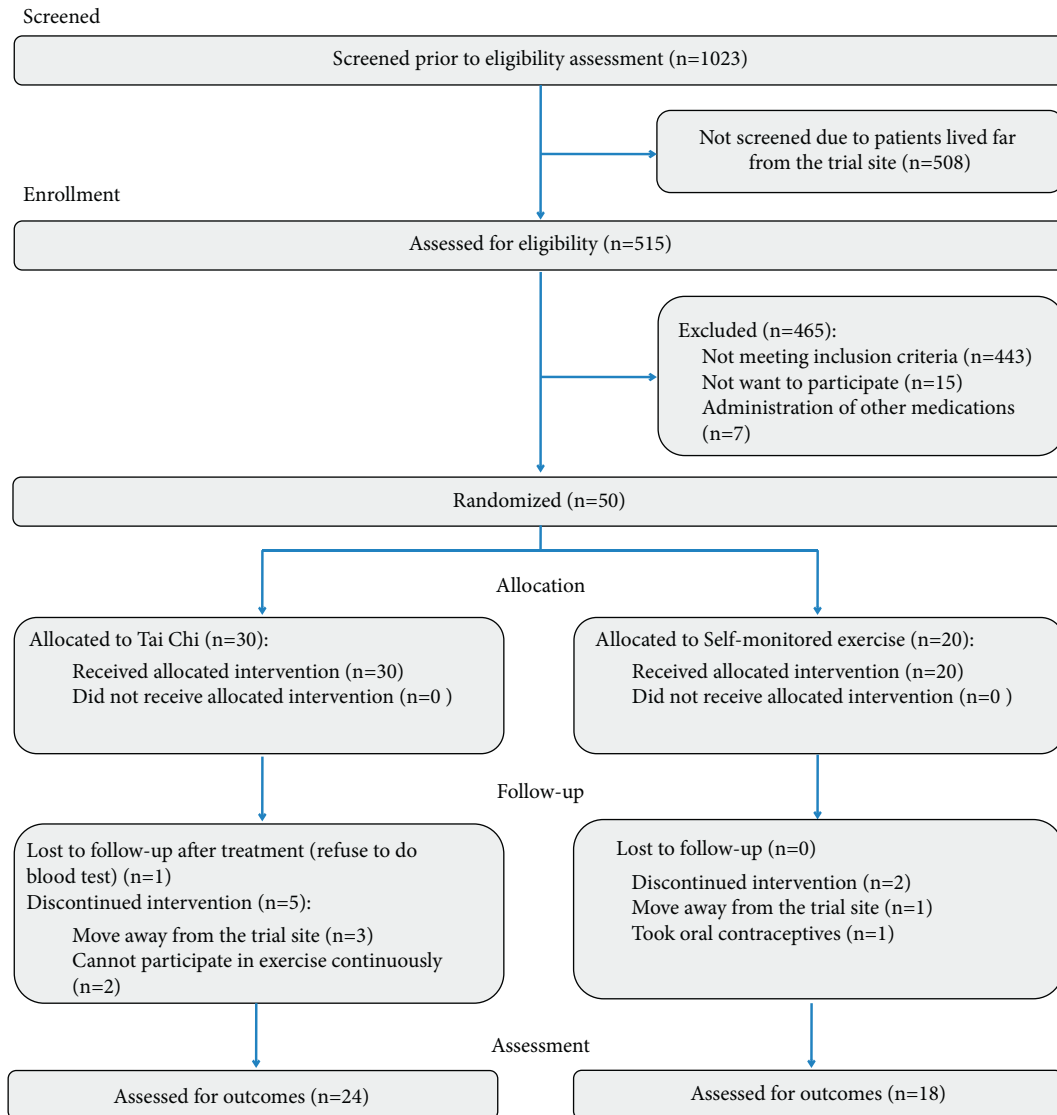 Screened
Screened prior to eligibility assessment (n=1023)
Not screened due to patients lived far
from the trial site (n=508)
Enrollment
Assessed for eligibility (n=515)
Excluded (n=465):
Not meeting inclusion criteria (n=443)
Not want to participate (n=15)
Administration of other medications
(n=7)
Randomized (n=50)
Allocation
Allocated to Tai Chi (n=30):
Received allocated intervention (n=30)
Did not receive allocated intervention (n=0 )
Allocated to Self-monitored exercise (n=20):
Received allocated intervention (n=20)
Did not receive allocated intervention (n=0 )
Follow-up
Lost to follow-up after treatment (refuse to do
blood test) (n=1)
Discontinued intervention (n=5):
Move away from the trial site (n=3)
Cannot participate in exercise continuously
(n=2)
Lost to follow-up (n=0)
Discontinued intervention (n=2)
Move away from the trial site (n=1)
Took oral contraceptives (n=1)
Assessment
Assessed for outcomes (n=24)
Assessed for outcomes (n=18)